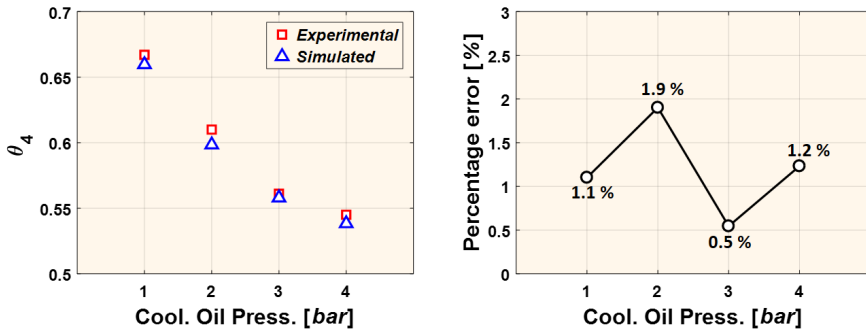 0.7
0.65
0.6
0.55
0.5
θ4
1 2 3 4
Cool. Oil Press. [bar]
Experimental
Simulated
3
2.5
2
1.5
1
0.5
0
Percentage error [%]
1.1 %
1.9 %
0.5 %
1.2 %
1 2 3 4
Cool. Oil Press. [bar]